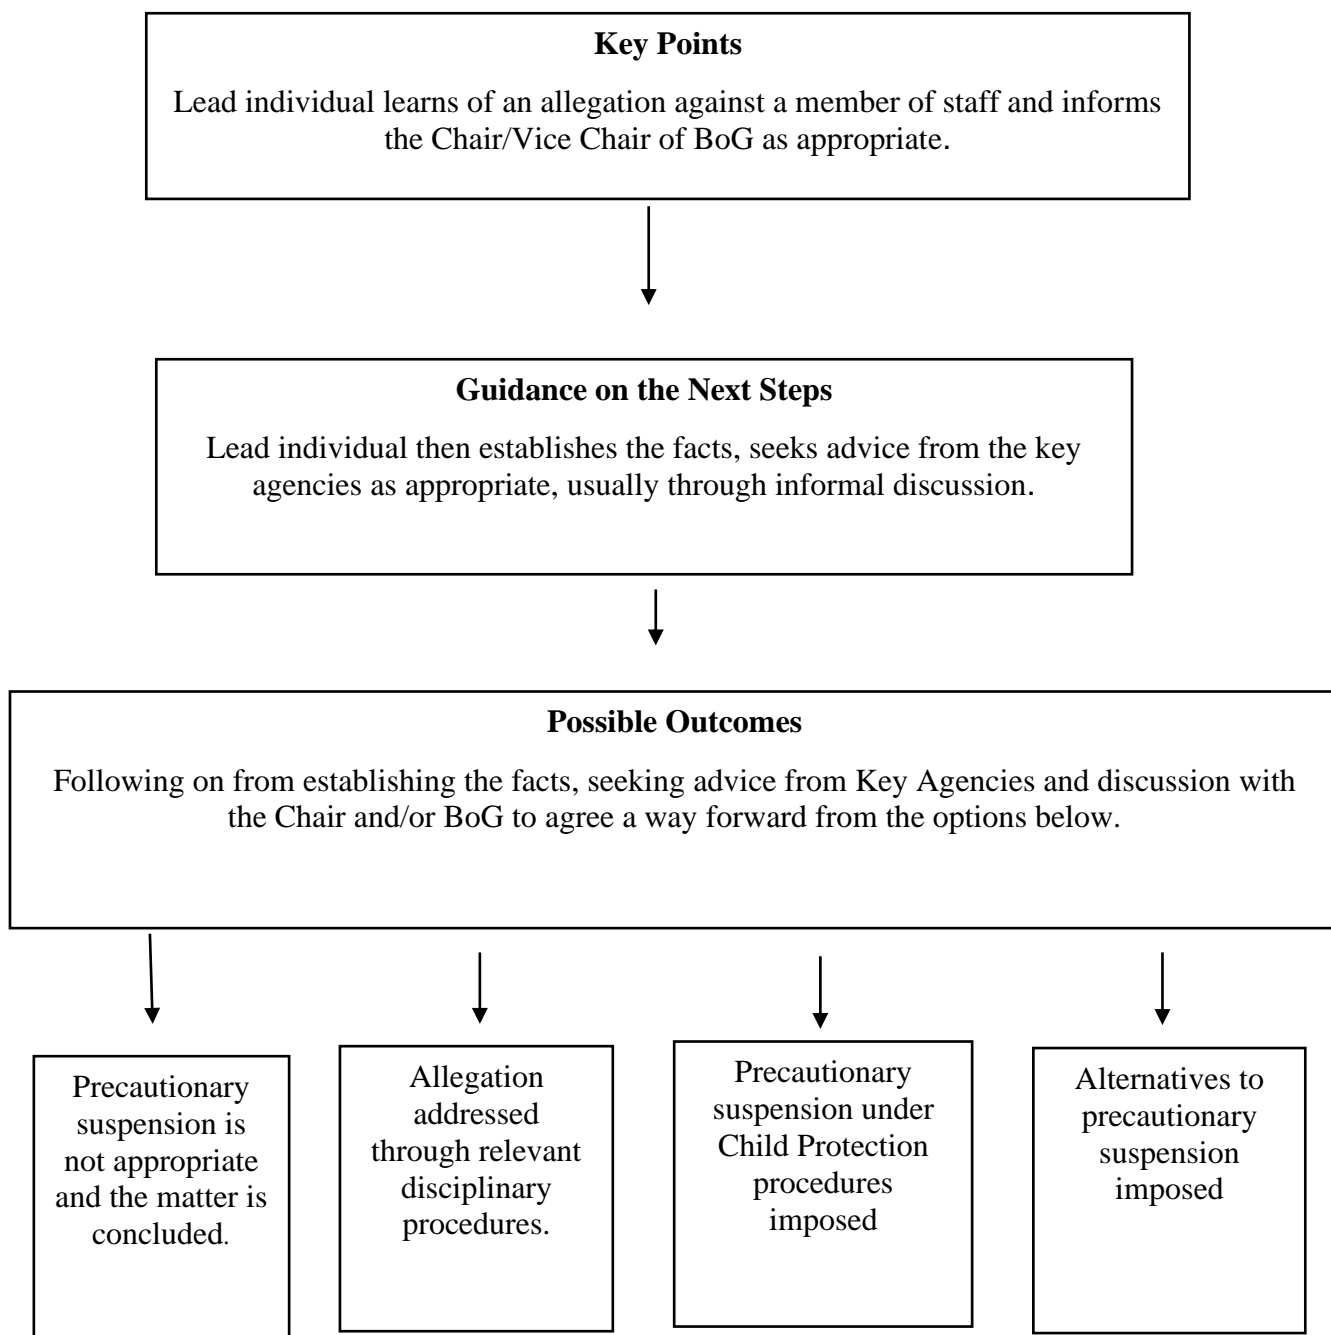 Key Points
Lead individual learns of an allegation against a member of staff and informs
the Chair/Vice Chair of BoG as appropriate.
Guidance on the Next Steps
Lead individual then establishes the facts, seeks advice from the key
agencies as appropriate, usually through informal discussion.
Possible Outcomes
Following on from establishing the facts, seeking advice from Key Agencies and discussion with
the Chair and/or BoG to agree a way forward from the options below.
Precautionary
suspension is
not appropriate
and the matter is
concluded.
Allegation
addressed
through relevant
disciplinary
procedures.
Precautionary
suspension under
Child Protection
procedures
imposed
Alternatives to
precautionary
suspension
imposed